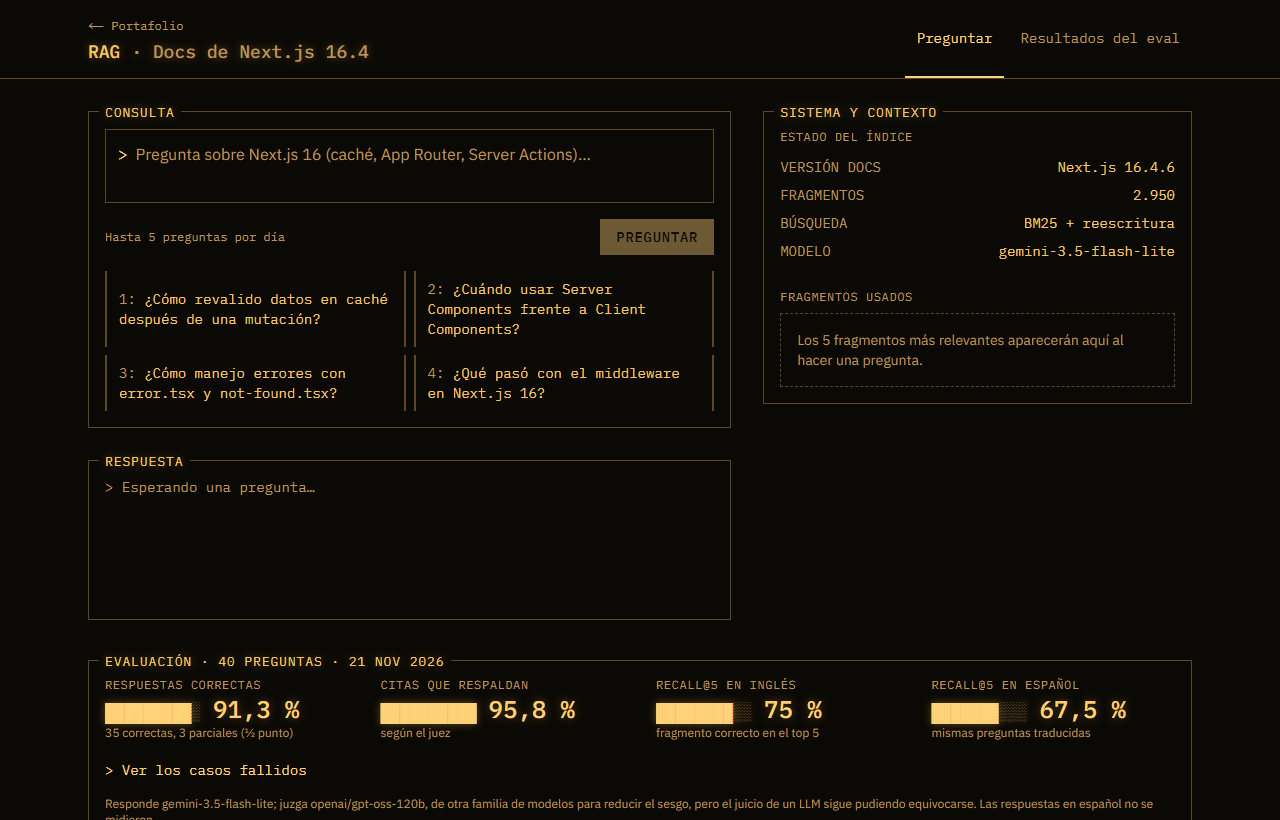 ← Portafolio
RAG · Docs de Next.js 16.4
Preguntar
Resultados del eval
CONSULTA
> Pregunta sobre Next.js 16 (caché, App Router, Server Actions)...
Hasta 5 preguntas por día
PREGUNTAR
1: ¿Cómo revalido datos en caché
después de una mutación?
2: ¿Cuándo usar Server
Components frente a Client
Components?
3: ¿Cómo manejo errores con
error.tsx y not-found.tsx?
4: ¿Qué pasó con el middleware
en Next.js 16?
SISTEMA Y CONTEXTO
ESTADO DEL ÍNDICE
VERSIÓN DOCS Next.js 16.4.6
FRAGMENTOS 2.950
BÚSQUEDA BM25 + reescritura
MODELO gemini-3.5-flash-lite
FRAGMENTOS USADOS
Los 5 fragmentos más relevantes aparecerán aquí al
hacer una pregunta.
RESPUESTA
> Esperando una pregunta…
EVALUACIÓN · 40 PREGUNTAS · 21 NOV 2026
RESPUESTAS CORRECTAS
91,3 %
35 correctas, 3 parciales (½ punto)
CITAS QUE RESPALDAN
95,8 %
según el juez
RECALL@5 EN INGLÉS
75 %
fragmento correcto en el top 5
RECALL@5 EN ESPAÑOL
67,5 %
mismas preguntas traducidas
> Ver los casos fallidos
Responde gemini-3.5-flash-lite; juzga openai/gpt-oss-120b, de otra familia de modelos para reducir el sesgo, pero el juicio de un LLM sigue pudiendo equivocarse. Las respuestas en español no se
midieron